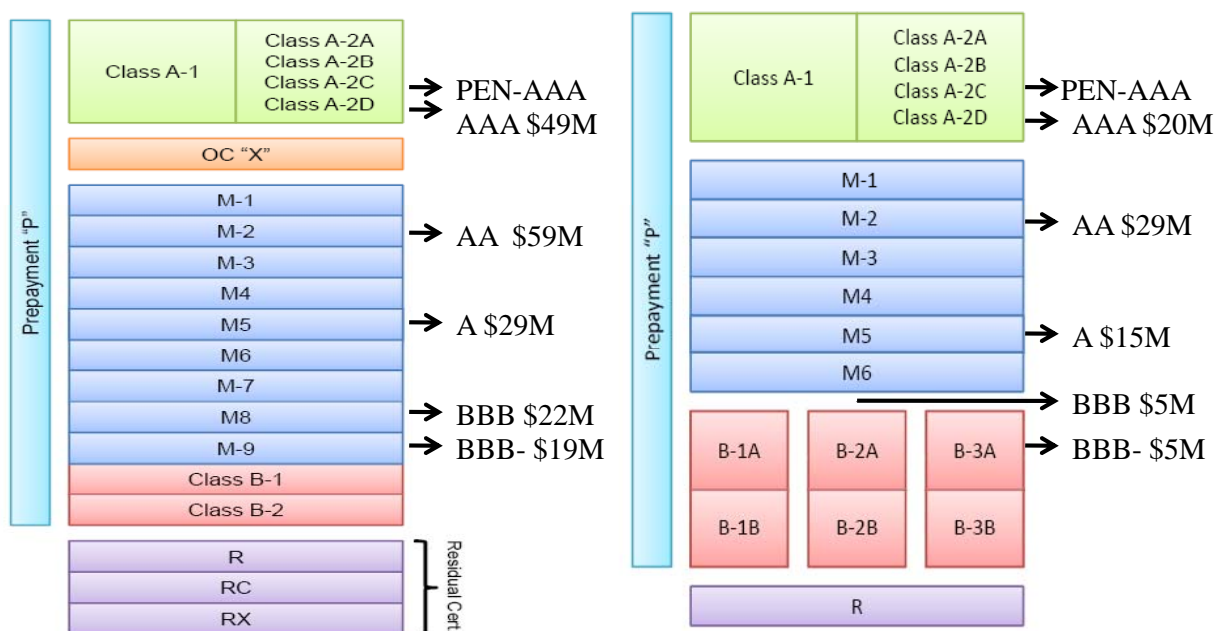 Prepayment "P"
Class A-1
Class A-2A
Class A-2B
Class A-2C
Class A-2D
PEN-AAA
AAA $49M
OC "X"
M-1
M-2
AA $59M
M-3
M4
M5
A $29M
M6
M-7
M8
BBB $22M
M-9
BBB- $19M
Class B-1
Class B-2
R
RC
RX
Residual Cert
Prepayment "P"
Class A-1
Class A-2A
Class A-2B
Class A-2C
Class A-2D
PEN-AAA
AAA $20M
M-1
M-2
AA $29M
M-3
M4
M5
A $15M
M6
BBB $5M
B-1A
B-2A
B-3A
BBB- $5M
B-1B
B-2B
B-3B
R